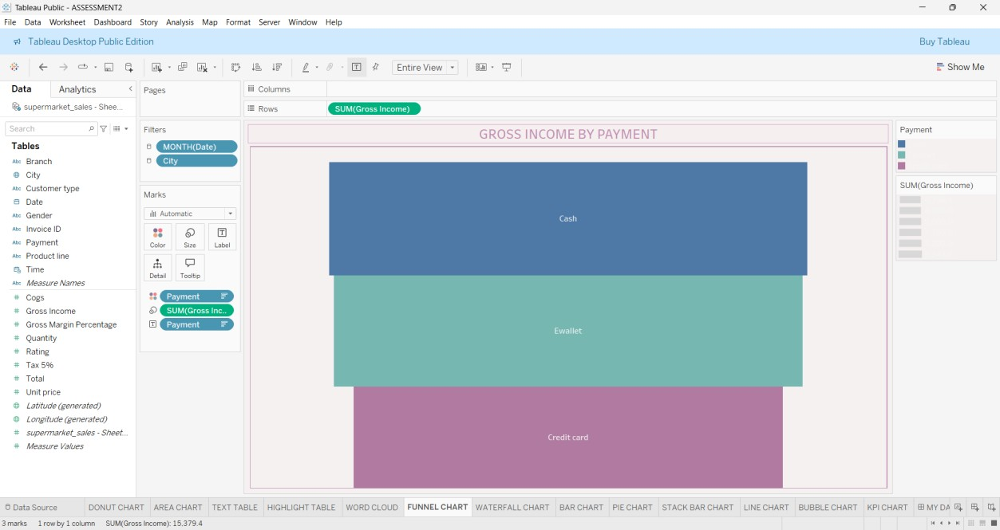 Tableau Public - ASSESSMENT2
File Data Worksheet Dashboard Story Analysis Map Format Server Window Help
Tableau Desktop Public Edition
Buy Tableau
Entire View
Show Me
Data
Analytics
supermarket_sales - Shee...
Search
Tables
Abc Branch
City
Abc Customer type
Date
Abc Gender
Abc Invoice ID
Abc Payment
Abc Product line
Time
Abc Measure Names
# Cogs
# Gross Income
# Gross Margin Percentage
# Quantity
# Rating
# Tax 5%
# Total
# Unit price
Latitude (generated)
Longitude (generated)
# supermarket_sales - Sheet...
# Measure Values
Pages
Filters
MONTH(Date)
City
Marks
Automatic
Color Size Label
Detail Tooltip
Payment
SUM(Gross Inc..
Payment
Columns
Rows
SUM(Gross Income)
GROSS INCOME BY PAYMENT
Cash
Ewallet
Credit card
Payment
SUM(Gross Income)
Data Source DONUT CHART AREA CHART TEXT TABLE HIGHLIGHT TABLE WORD CLOUD FUNNEL CHART WATERFALL CHART BAR CHART PIE CHART STACK BAR CHART LINE CHART BUBBLE CHART KPI CHART MY DA
3 marks 1 row by 1 column SUM(Gross Income): 15,379.4